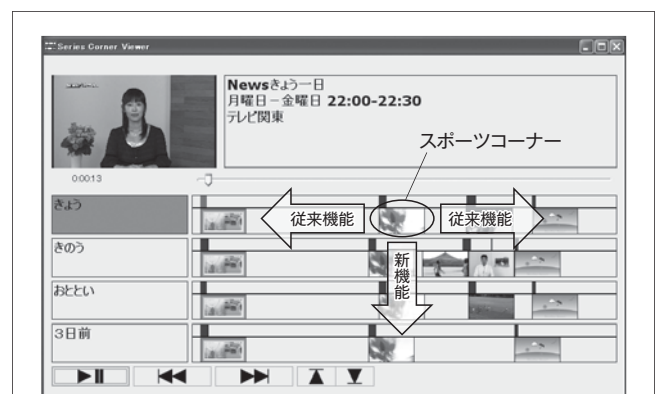 Series Corner Viewer
Newsきょう一日
月曜日－金曜日 22:00-22:30
テレビ関東
スポーツコーナー
0:00:13
きょう
従来機能
従来機能
きのう
新機能
おととい
3日前